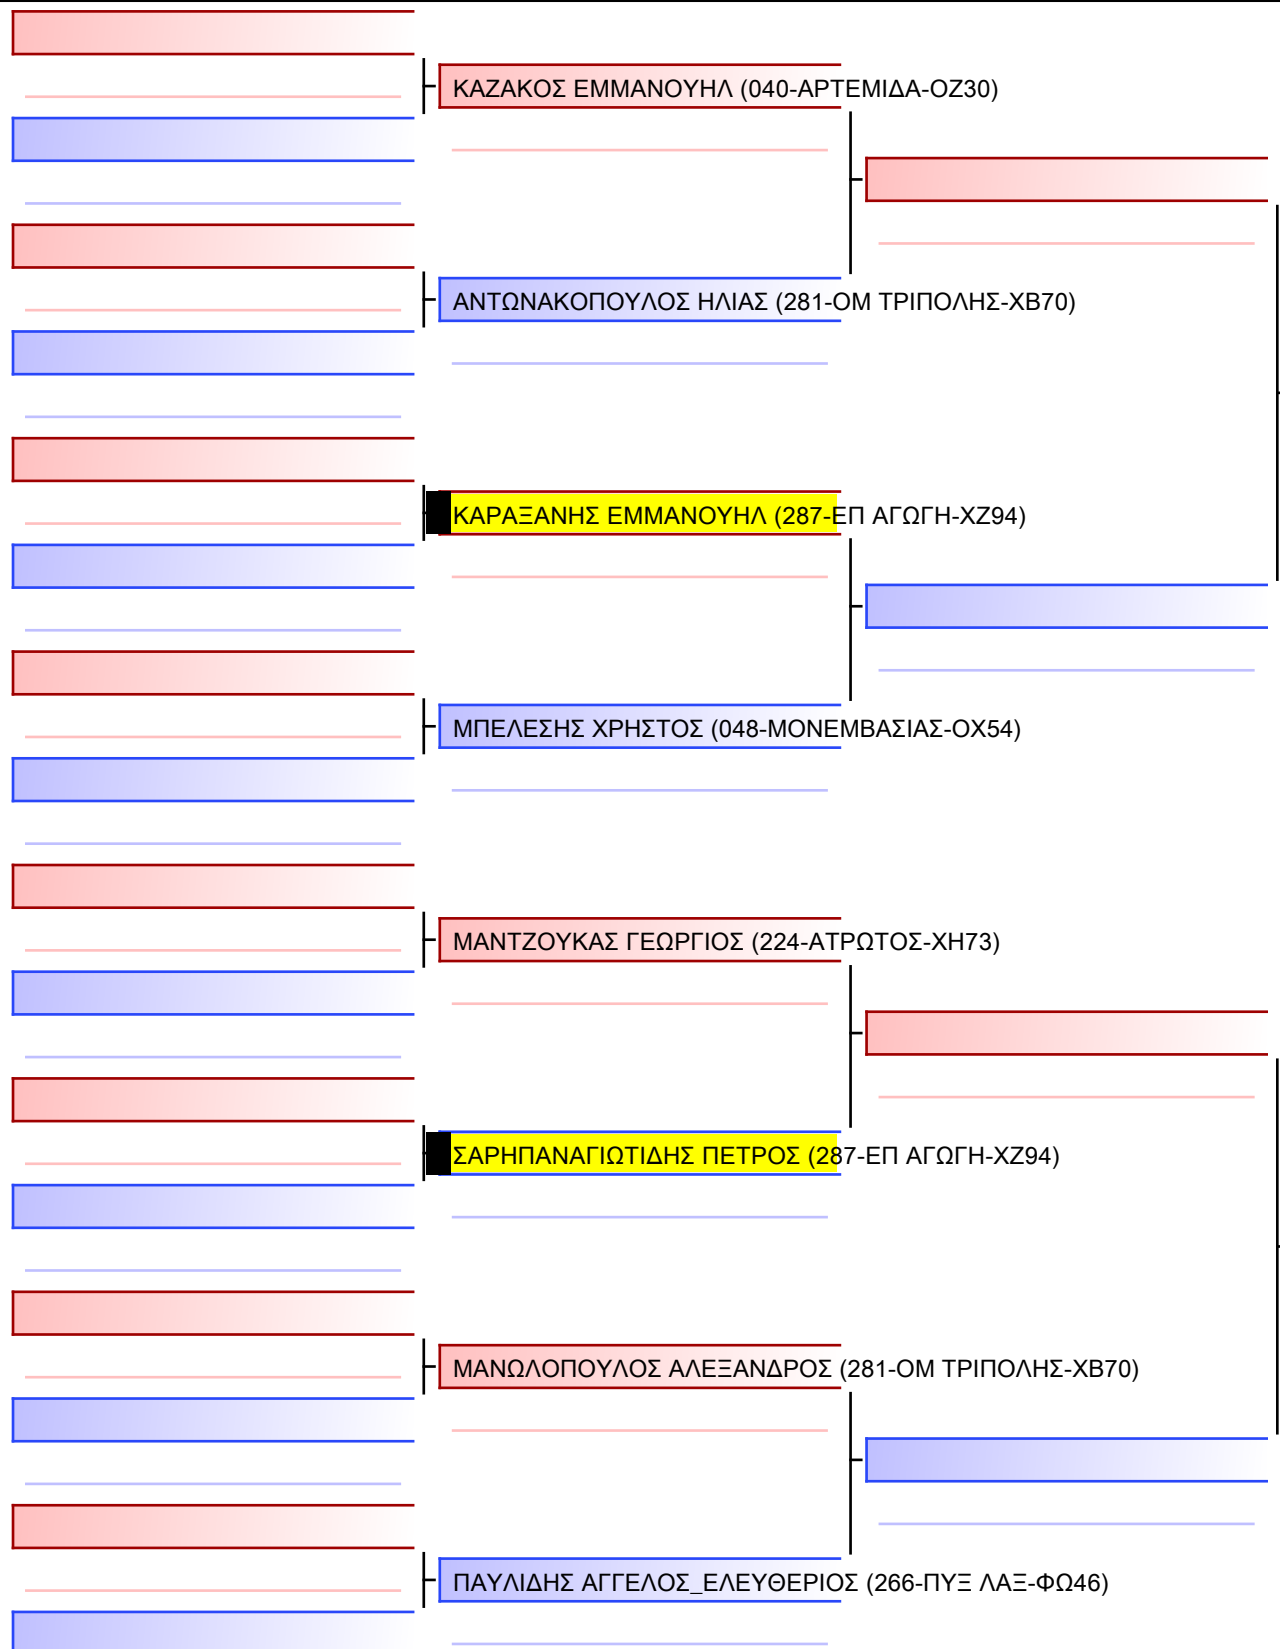 ΚΑΖΑΚΟΣ ΕΜΜΑΝΟΥΗΛ (040-ΑΡΤΕΜΙΔΑ-ΟΖ30)
ΑΝΤΩΝΑΚΟΠΟΥΛΟΣ ΗΛΙΑΣ (281-ΟΜ ΤΡΙΠΟΛΗΣ-ΧΒ70)
ΚΑΡΑΞΑΝΗΣ ΕΜΜΑΝΟΥΗΛ (287-ΕΠ ΑΓΩΓΗ-ΧΖ94)
ΜΠΕΛΕΣΗΣ ΧΡΗΣΤΟΣ (048-ΜΟΝΕΜΒΑΣΙΑΣ-ΟΧ54)
ΜΑΝΤΖΟΥΚΑΣ ΓΕΩΡΓΙΟΣ (224-ΑΤΡΩΤΟΣ-ΧΗ73)
ΣΑΡΗΠΑΝΑΓΙΩΤΙΔΗΣ ΠΕΤΡΟΣ (287-ΕΠ ΑΓΩΓΗ-ΧΖ94)
ΜΑΝΩΛΟΠΟΥΛΟΣ ΑΛΕΞΑΝΔΡΟΣ (281-ΟΜ ΤΡΙΠΟΛΗΣ-ΧΒ70)
ΠΑΥΛΙΔΗΣ ΑΓΓΕΛΟΣ_ΕΛΕΥΘΕΡΙΟΣ (266-ΠΥΞ ΛΑΞ-ΦΩ46)